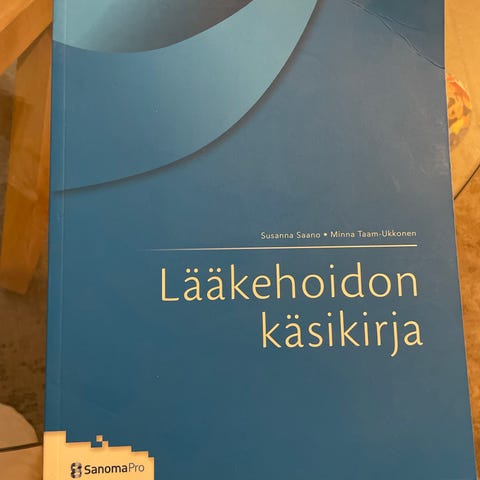 Susanna Saano • Minna Taam-Ukkonen
Lääkehoidon
käsikirja
SanomaPro